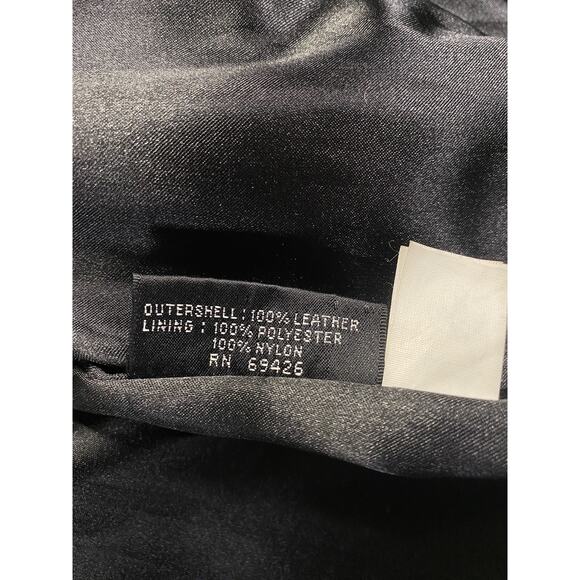 OUTERSHELL : 100% LEATHER
LINING : 100% POLYESTER
100% NYLON
RN 69426